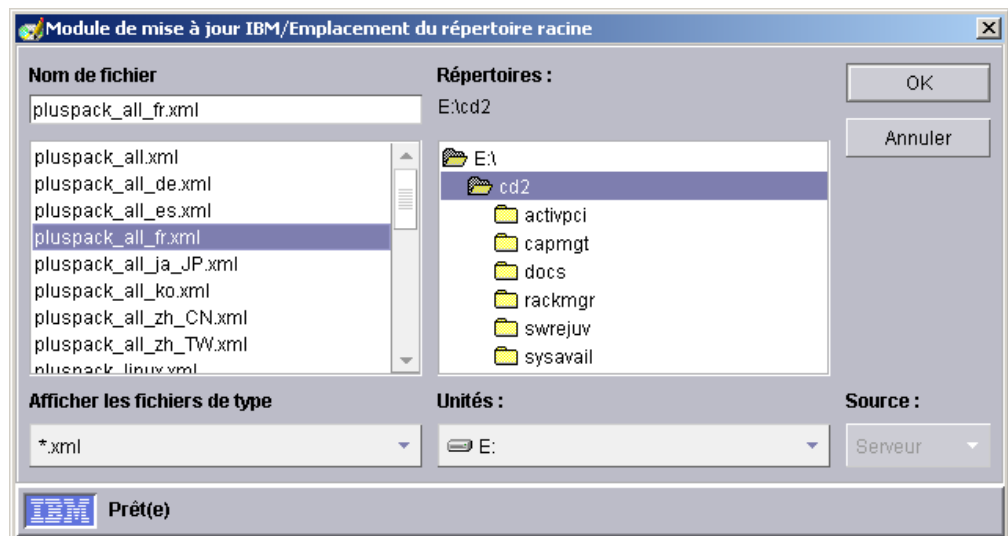 Module de mise à jour IBM/Emplacement du répertoire racine
Nom de fichier
pluspack_all_fr.xml
pluspack_all.xml
pluspack_all_de.xml
pluspack_all_es.xml
pluspack_all_fr.xml
pluspack_all_ja_JP.xml
pluspack_all_ko.xml
pluspack_all_zh_CN.xml
pluspack_all_zh_TW.xml
pluspack_linux.xml
Afficher les fichiers de type
*.xml
Répertoires :
E:\cd2
E:\
cd2
activpci
capmgt
docs
rackmgr
swrejuv
sysavail
Unités :
E:
OK
Annuler
Source :
Serveur
IBM
Prêt(e)